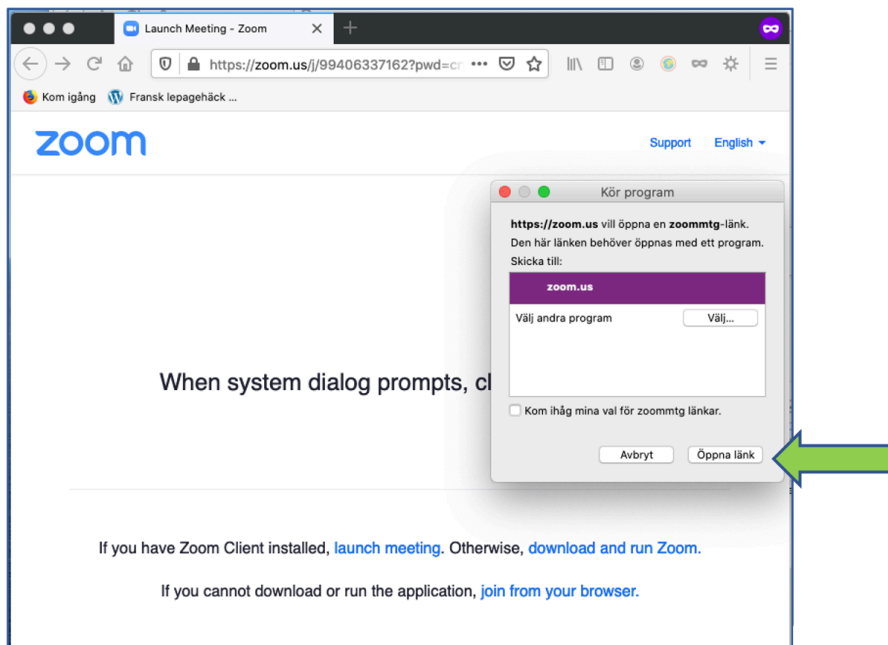 Launch Meeting - Zoom
https://zoom.us/j/99406337162?pwd=cr
Kom igång Fransk lepagehäck ...
zoom
Support English
Kör program
https://zoom.us vill öppna en zoommtg-länk.
Den här länken behöver öppnas med ett program.
Skicka till:
zoom.us
Välj andra program Välj...
When system dialog prompts, cl
Kom ihåg mina val för zoommtg länkar.
Avbryt Öppna länk
If you have Zoom Client installed, launch meeting. Otherwise, download and run Zoom.
If you cannot download or run the application, join from your browser.